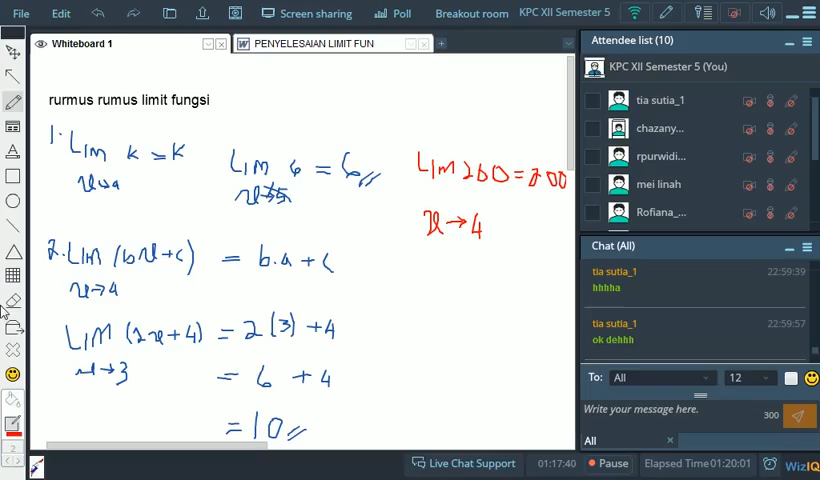 File Edit Screen sharing Poll Breakout room KPC XII Semester 5
Whiteboard 1 PENYELESAIAN LIMIT FUN
rurmus rumus limit fungsi
1. LIM K = K
x→a
LIM 6 = 6
LIM
x→4
2. LIM (bx+c) = b.a + c
x→a
LIM (2x+4) = 2(3) +4
x→3
= 6 + 4
= 10
2
Attendee list (10)
KPC XII Semester 5 (You)
tia sutia_1
chazany...
rpurwidi...
mei linah
Rofiana_...
Chat (All)
tia sutia_1 22:59:39
hhhha
tia sutia_1 22:59:57
ok dehhh
To: All 12
Write your message here. 300
All
Live Chat Support 01:17:40 Pause Elapsed Time 01:20:01 WizIQ